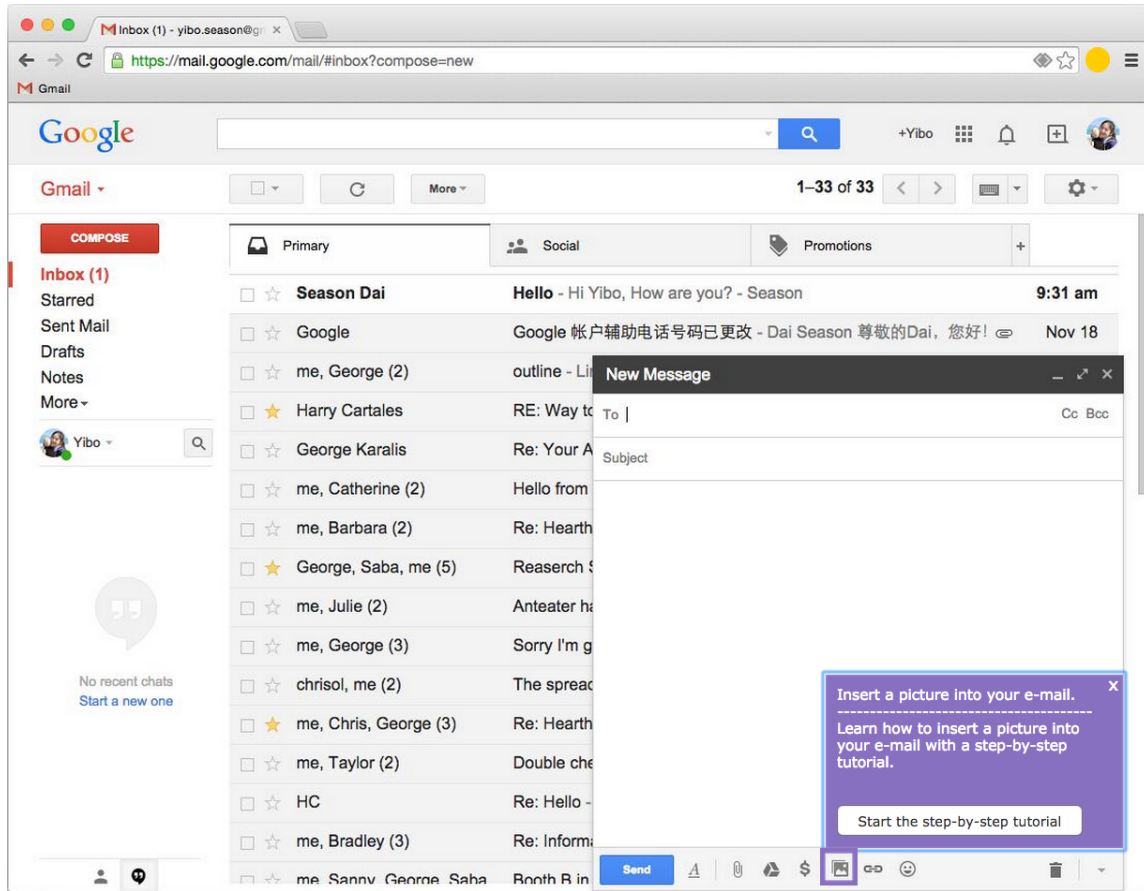 Inbox (1) - yibo.season@g
https://mail.google.com/mail/#inbox?compose=new
Gmail
Google
+Yibo
Gmail
More
1–33 of 33
COMPOSE
Inbox (1)
Starred
Sent Mail
Drafts
Notes
More
Yibo
No recent chats
Start a new one
Primary
Social
Promotions
+
Season Dai Hello - Hi Yibo, How are you? - Season 9:31 am
Google Google 帐户辅助电话号码已更改 - Dai Season 尊敬的Dai，您好! Nov 18
me, George (2) outline - Li
Harry Cartales RE: Way to
George Karalis Re: Your A
me, Catherine (2) Hello from
me, Barbara (2) Re: Hearth
George, Saba, me (5) Reaserch S
me, Julie (2) Anteater ha
me, George (3) Sorry I'm g
chrisol, me (2) The spread
me, Chris, George (3) Re: Hearth
me, Taylor (2) Double che
HC Re: Hello -
me, Bradley (3) Re: Informa
me, Sanny, George, Saba Booth B in
New Message
To
Cc Bcc
Subject
Insert a picture into your e-mail.
X
----------------------------------------
Learn how to insert a picture into
your e-mail with a step-by-step
tutorial.
Start the step-by-step tutorial
Send
A
$